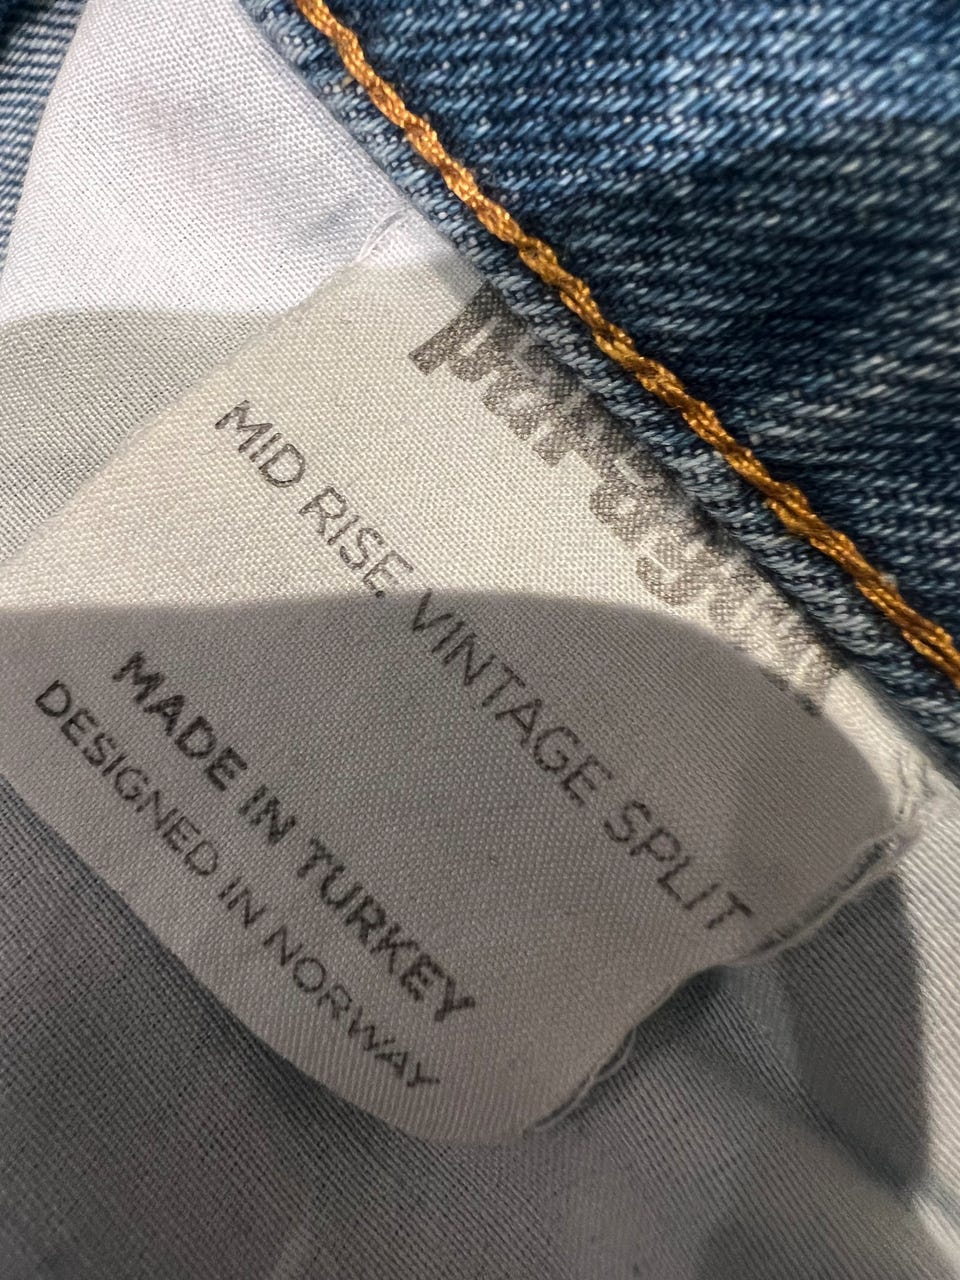 MID RISE. VINTAGE SPLIT
MADE IN TURKEY
DESIGNED IN NORWAY